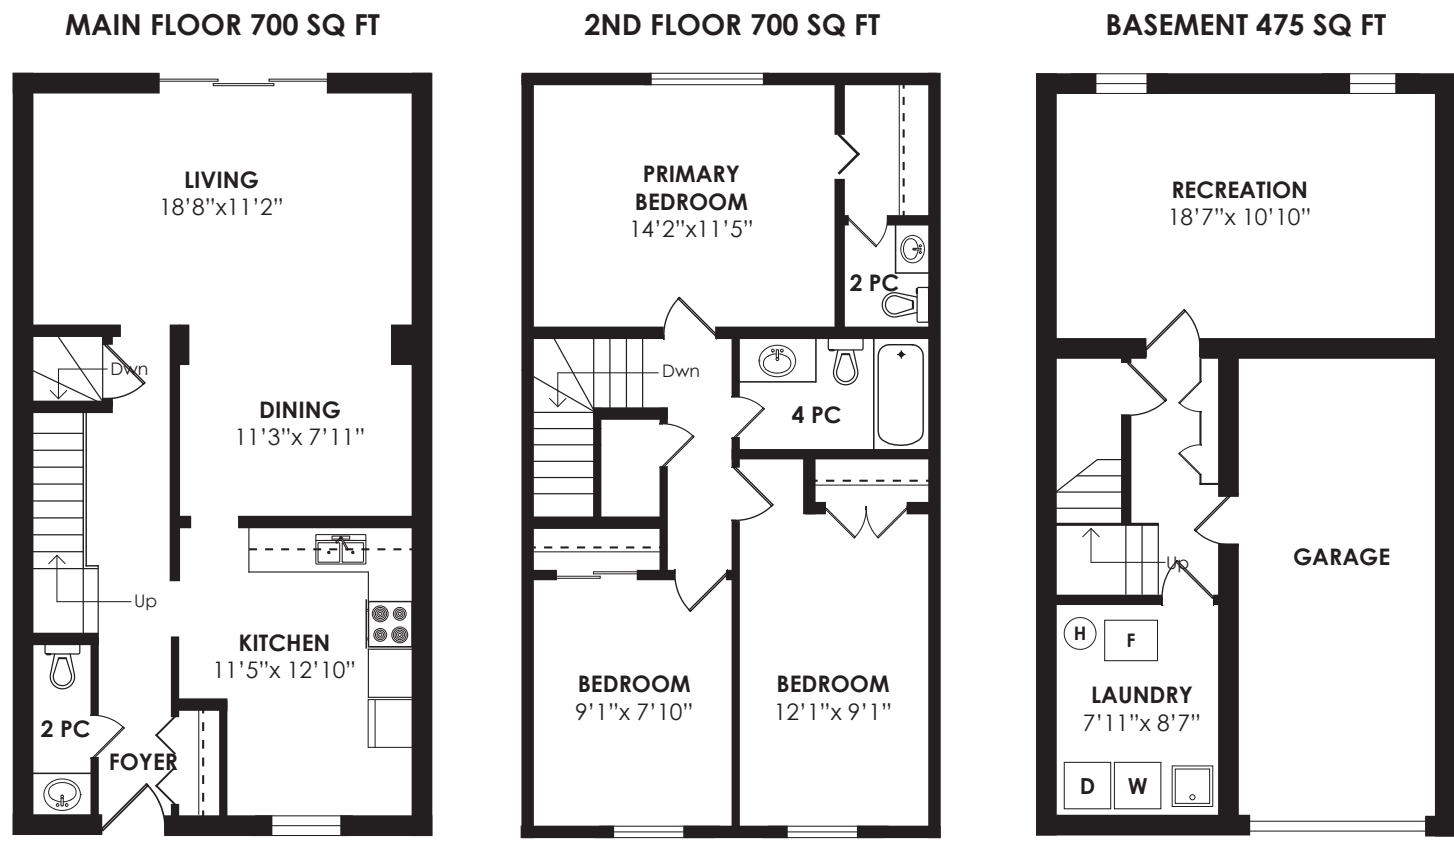 MAIN FLOOR 700 SQ FT
LIVING
18'8”x11'2”
Dwn
DINING
11'3”x 7'11”
Up
KITCHEN
11'5”x 12'10”
2 PC
FOYER
2ND FLOOR 700 SQ FT
PRIMARY
BEDROOM
14'2”x11'5”
2 PC
Dwn
4 PC
BEDROOM
9'1”x 7'10”
BEDROOM
12'1”x 9'1”
BASEMENT 475 SQ FT
RECREATION
18'7”x 10'10”
GARAGE
Up
H
F
LAUNDRY
7'11”x 8'7”
D
W